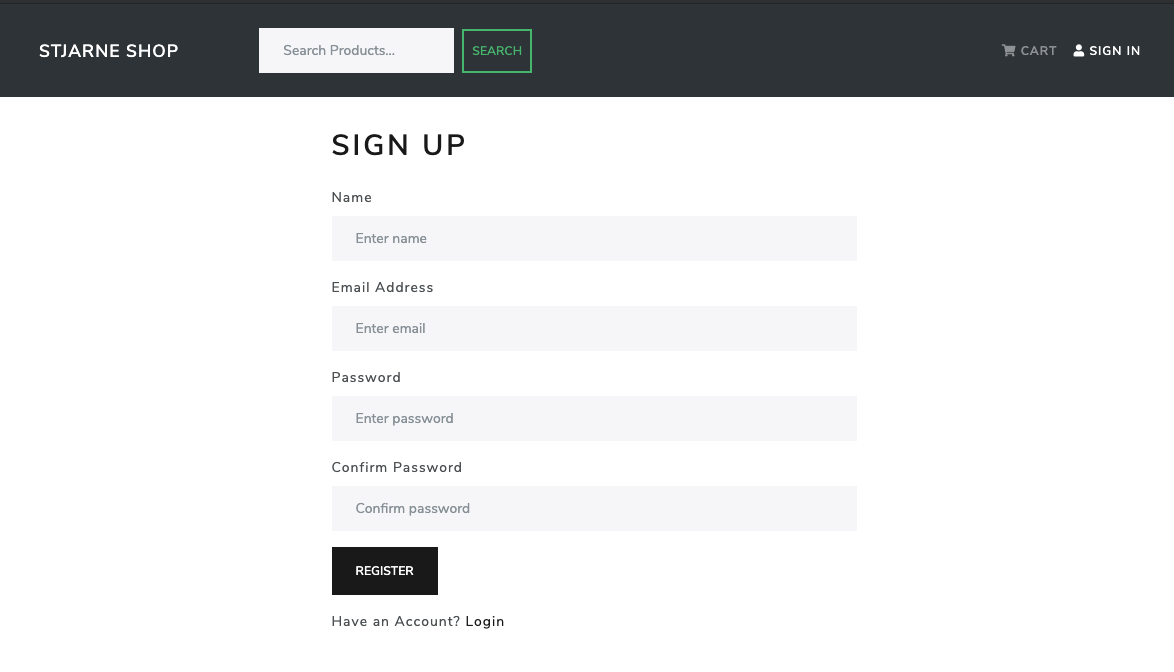 STJARNE SHOP
Search Products...
SEARCH
CART
SIGN IN
SIGN UP
Name
Enter name
Email Address
Enter email
Password
Enter password
Confirm Password
Confirm password
REGISTER
Have an Account? Login